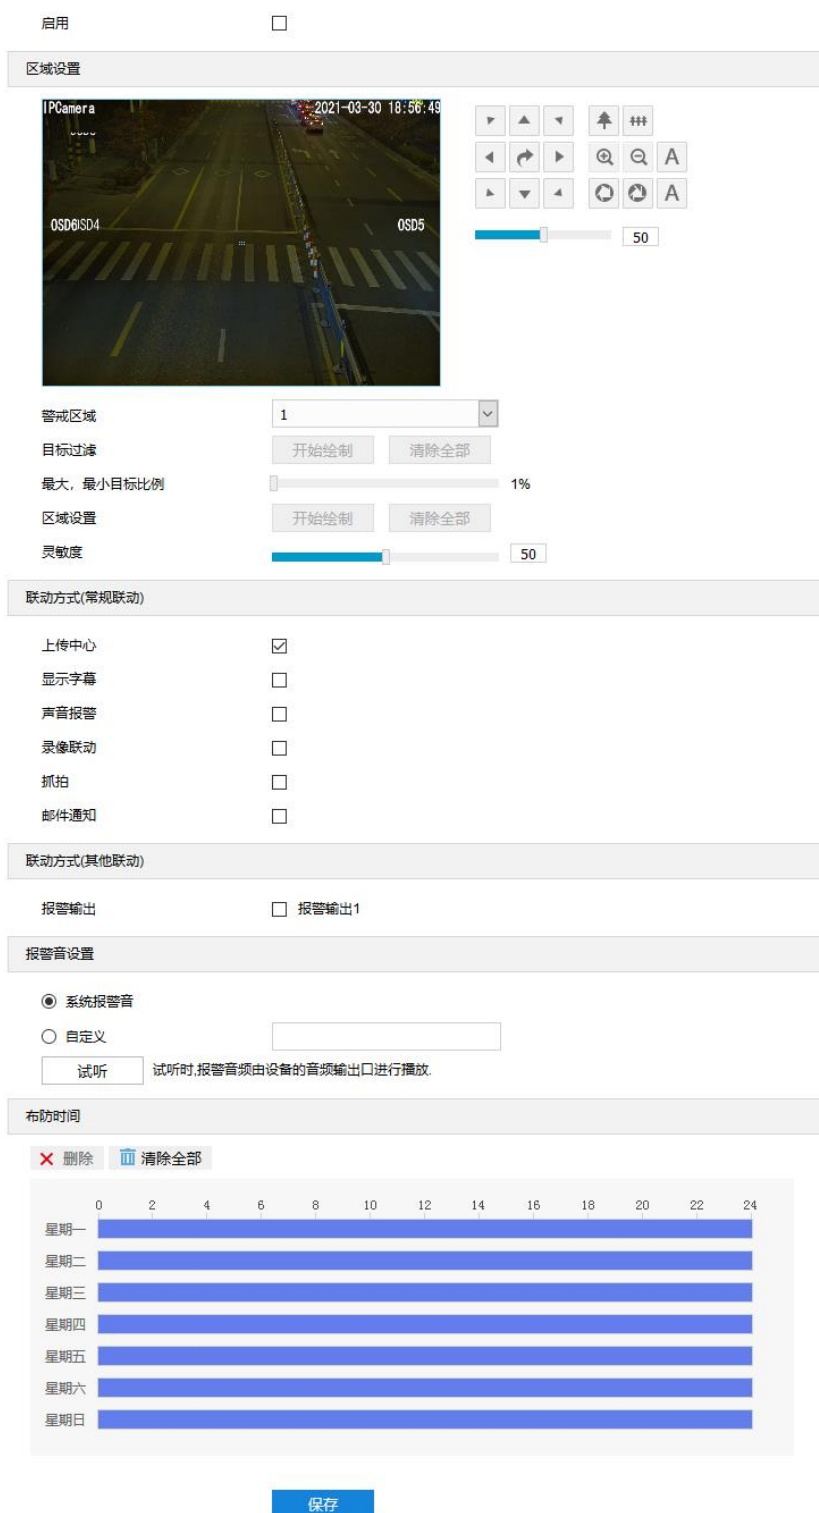 启用
区域设置
IPCamera 2021-03-30 18:56:49
OSD6 OSD5
A
A
50
警戒区域 1
目标过滤 开始绘制 清除全部
最大，最小目标比例 1%
区域设置 开始绘制 清除全部
灵敏度 50
联动方式(常规联动)
上传中心
显示字幕
声音报警
录像联动
抓拍
邮件通知
联动方式(其他联动)
报警输出 报警输出1
报警音设置
系统报警音
自定义
试听 试听时,报警音频由设备的音频输出口进行播放.
布防时间
删除 清除全部
0 2 4 6 8 10 12 14 16 18 20 22 24
星期一
星期二
星期三
星期四
星期五
星期六
星期日
保存